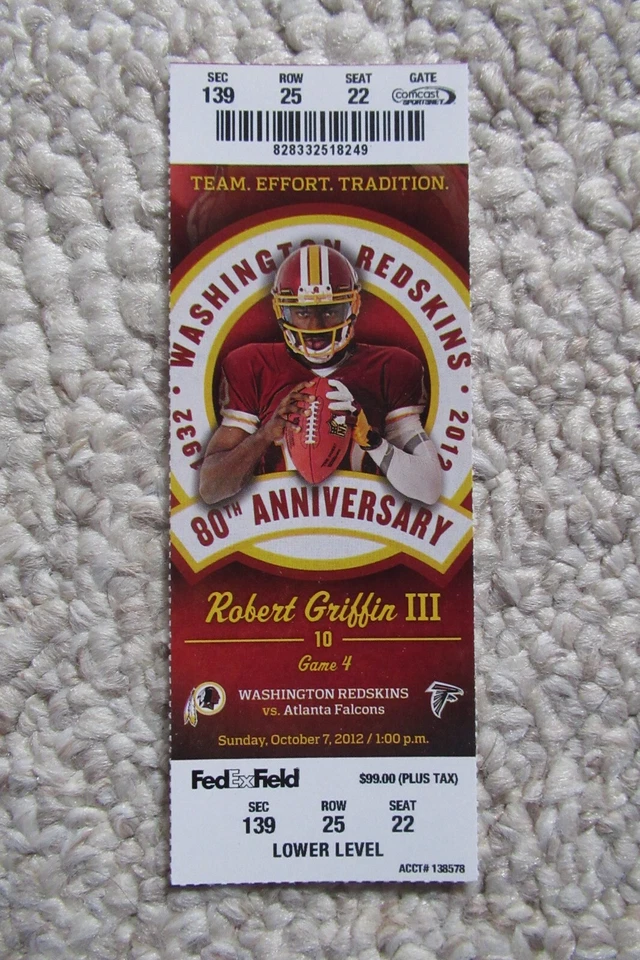 SEC ROW SEAT GATE
139 25 22 comcast SPORTSNET
828332518249
TEAM. EFFORT. TRADITION.
1932 • WASHINGTON REDSKINS • 2012
80TH ANNIVERSARY
Robert Griffin III
10
Game 4
WASHINGTON REDSKINS
vs. Atlanta Falcons
Sunday, October 7, 2012 / 1:00 p.m.
FedExField $99.00 (PLUS TAX)
SEC ROW SEAT
139 25 22
LOWER LEVEL
ACCT# 138578